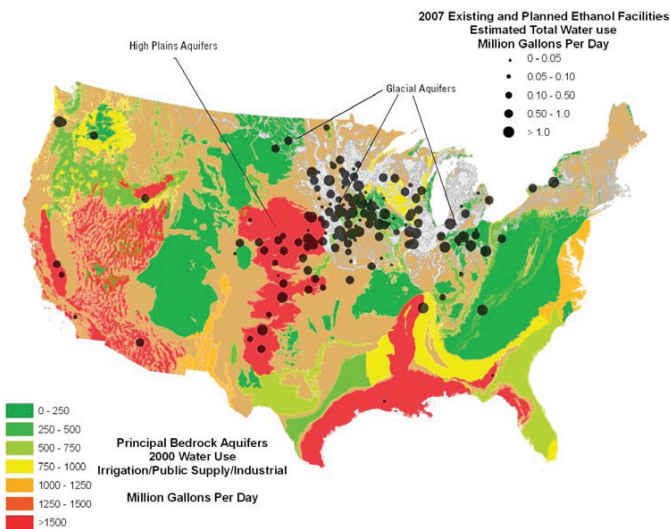 2007 Existing and Planned Ethanol Facilities
Estimated Total Water use
Million Gallons Per Day
0 - 0.05
0.05 - 0.10
0.10 - 0.50
0.50 - 1.0
> 1.0
High Plains Aquifers
Glacial Aquifers
0 - 250
250 - 500
500 - 750
750 - 1000
1000 - 1250
1250 - 1500
>1500
Principal Bedrock Aquifers
2000 Water Use
Irrigation/Public Supply/Industrial
Million Gallons Per Day